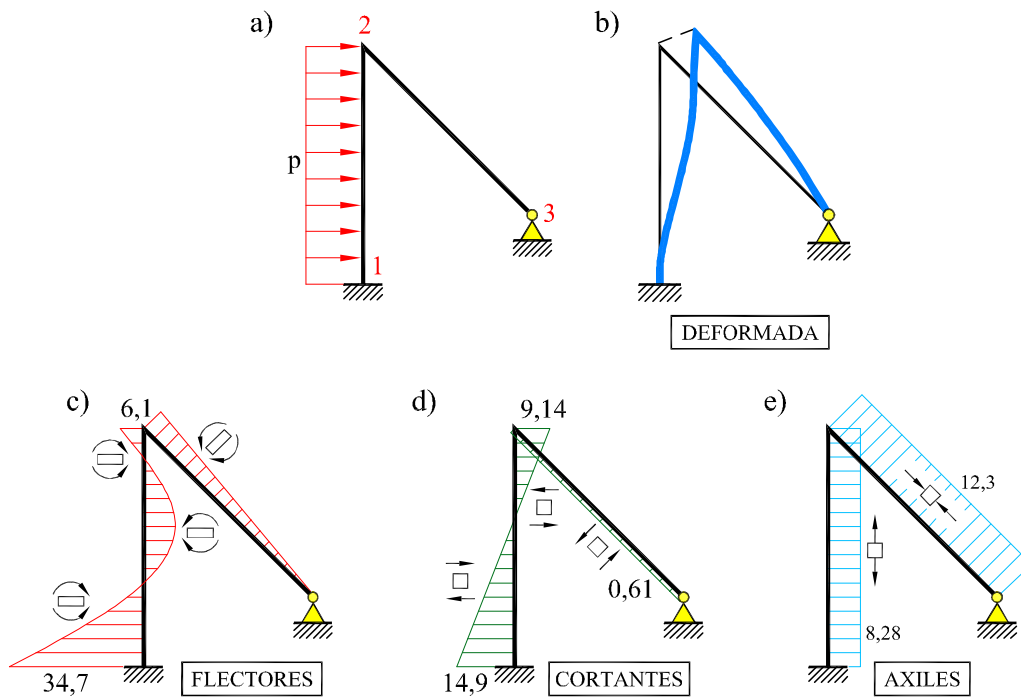 a)
2
p
1
3
b)
DEFORMADA
c)
6,1
34,7
FLECTORES
d)
9,14
0,61
14,9
CORTANTES
e)
12,3
8,28
AXILES